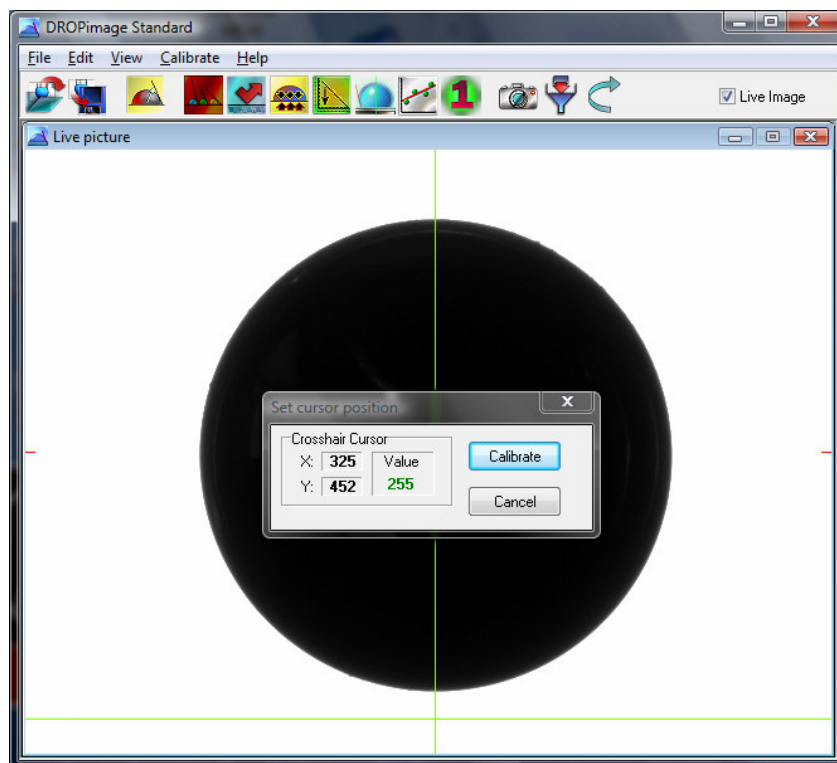 DROPimage Standard
File Edit View Calibrate Help
1 Live Image
Live picture
Set cursor position
Crosshair Cursor
X: 325 Value
Y: 452 255
Calibrate
Cancel